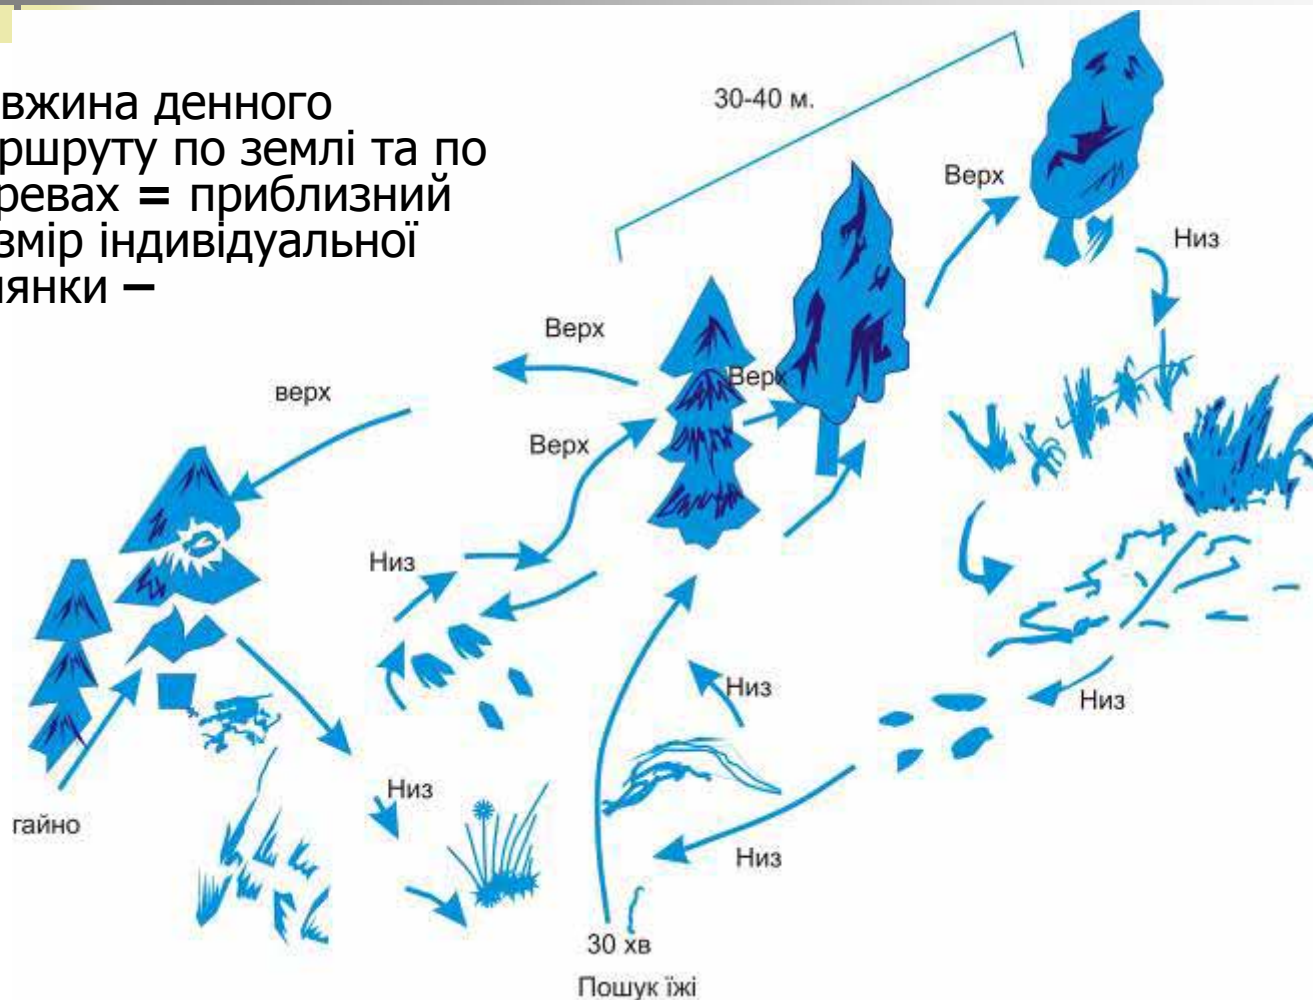 вжина денного
ршруту по землі та по
ревах = приблизний
змір індивідуальної
лянки –
30-40 м.
Верх
Низ
Верх
Верх
верх
Верх
Низ
Низ
Низ
Низ
гайно
Низ
30 хв
Пошук їжі